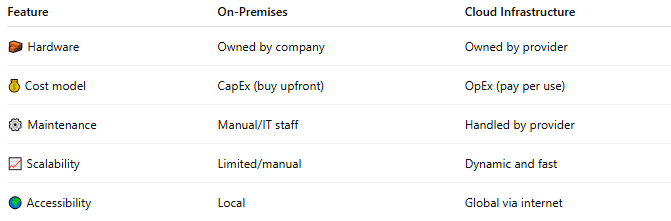 Feature On-Premises Cloud Infrastructure
Hardware Owned by company Owned by provider
Cost model CapEx (buy upfront) OpEx (pay per use)
Maintenance Manual/IT staff Handled by provider
Scalability Limited/manual Dynamic and fast
Accessibility Local Global via internet